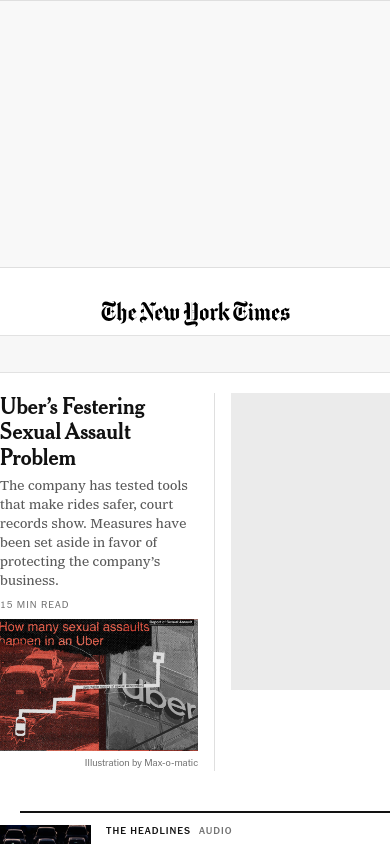 The New York Times
Uber’s Festering
Sexual Assault
Problem
The company has tested tools
that make rides safer, court
records show. Measures have
been set aside in favor of
protecting the company’s
business.
15 MIN READ
Report of Sexual Assault
How many sexual assaults
happen in an Uber
Uber
Illustration by Max-o-matic
THE HEADLINES AUDIO